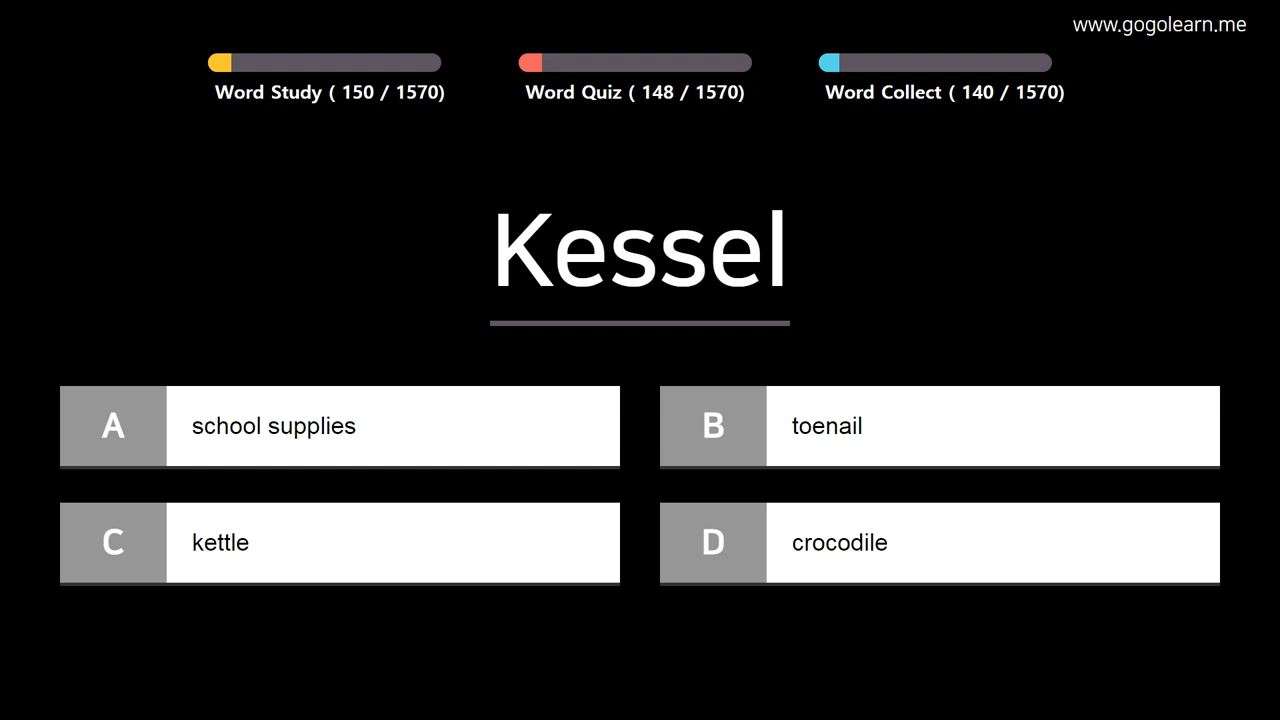 www.gogolearn.me
Word Study ( 150 / 1570)
Word Quiz ( 148 / 1570)
Word Collect ( 140 / 1570)
Kessel
A school supplies
B toenail
C kettle
D crocodile